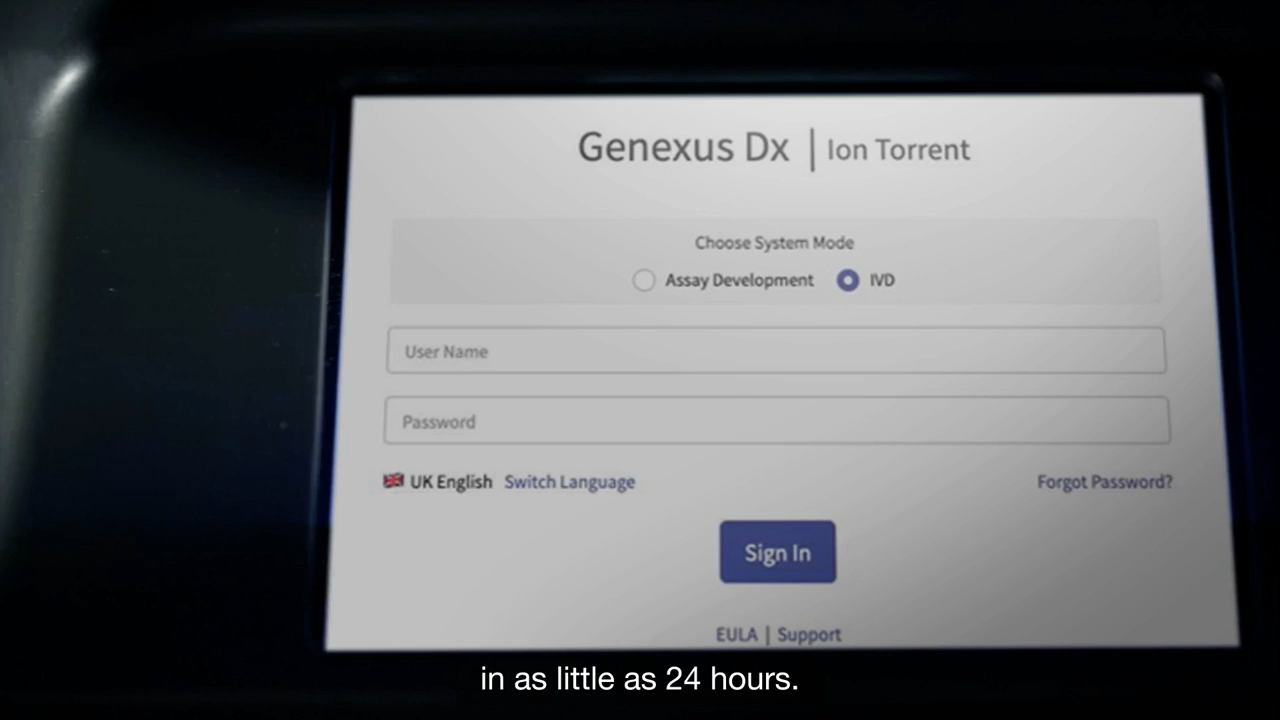 Genexus Dx | Ion Torrent
Choose System Mode
Assay Development IVD
User Name
Password
UK English Switch Language Forgot Password?
Sign In
EULA | Support
in as little as 24 hours.